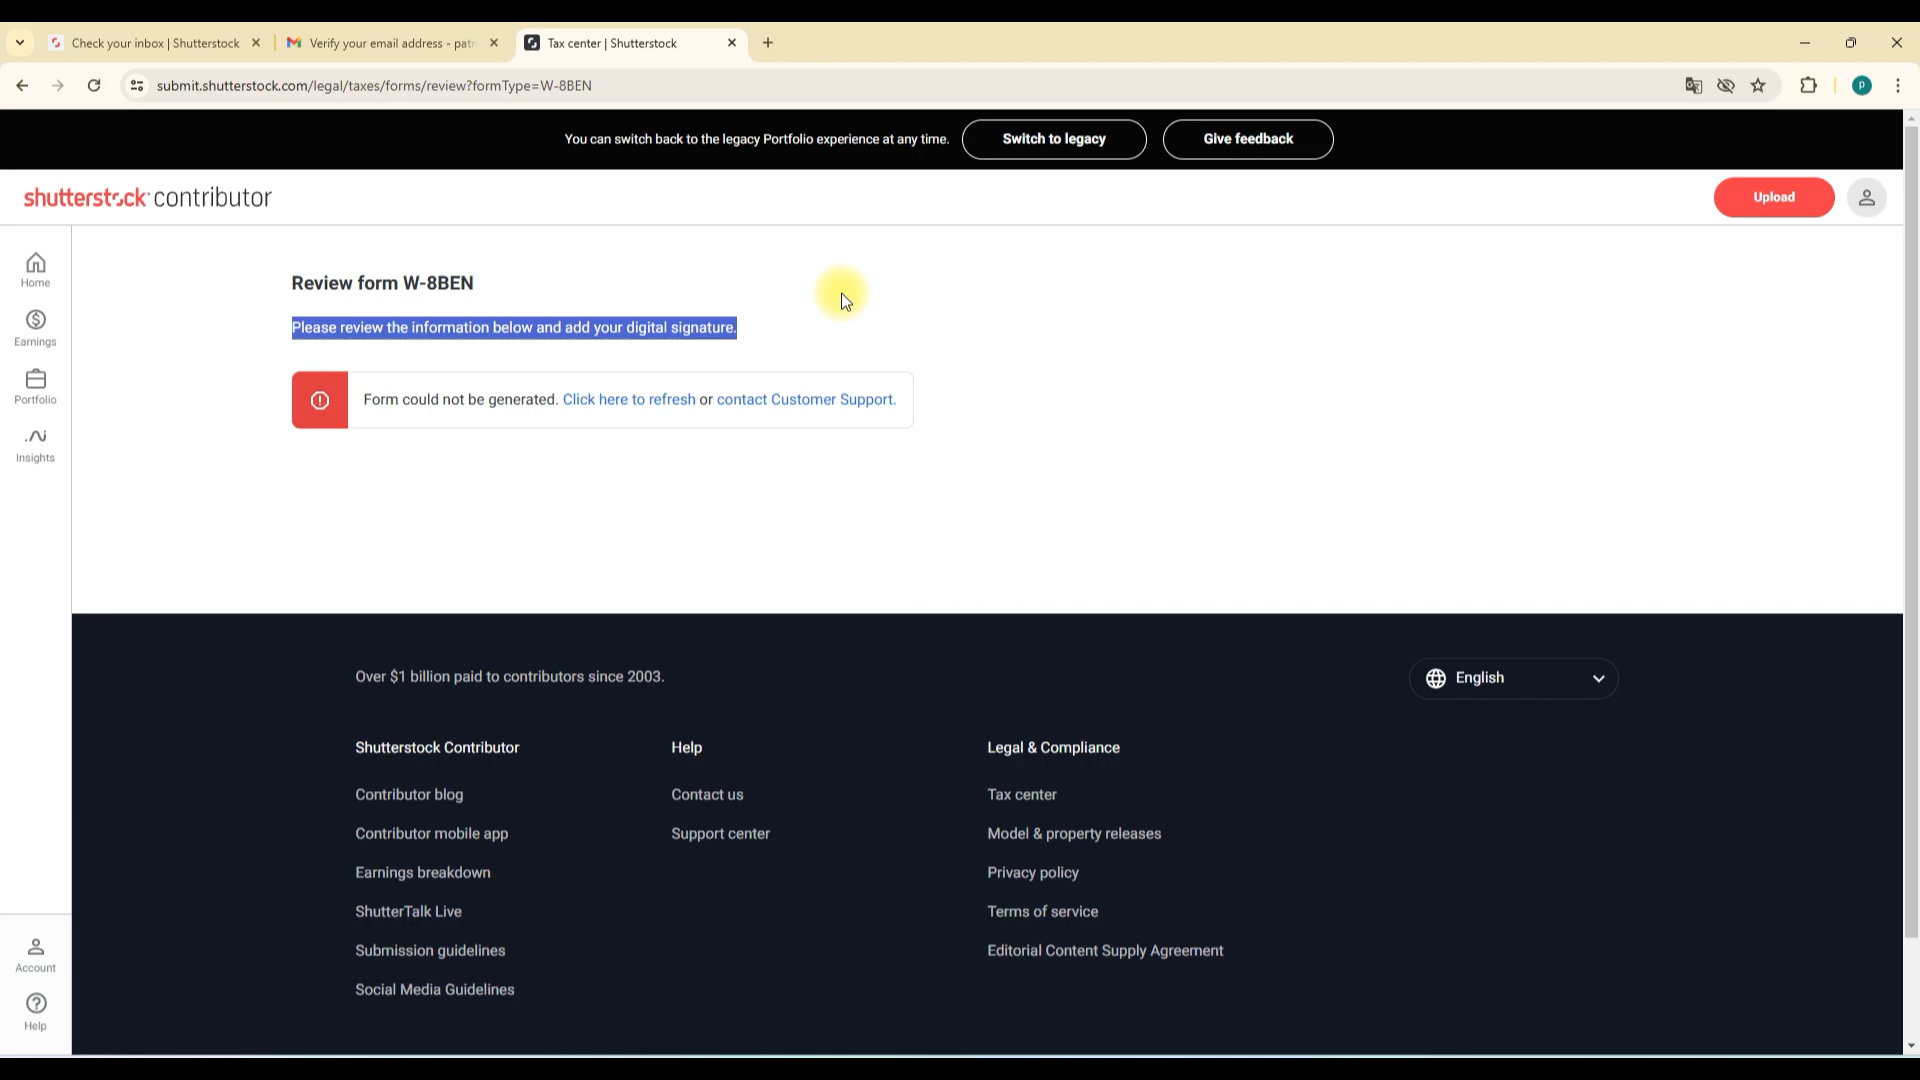 Check your inbox | Shutterstock
Verify your email address - patr
Tax center | Shutterstock
submit.shutterstock.com/legal/taxes/forms/review?formType=W-8BEN
P
You can switch back to the legacy Portfolio experience at any time.
Switch to legacy
Give feedback
shutterstock contributor
Upload
Home
Earnings
Portfolio
Insights
Review form W-8BEN
Please review the information below and add your digital signature.
Form could not be generated. Click here to refresh or contact Customer Support.
Over $1 billion paid to contributors since 2003.
English
Shutterstock Contributor
Contributor blog
Contributor mobile app
Earnings breakdown
ShutterTalk Live
Submission guidelines
Social Media Guidelines
Help
Contact us
Support center
Legal & Compliance
Tax center
Model & property releases
Privacy policy
Terms of service
Editorial Content Supply Agreement
Account
Help